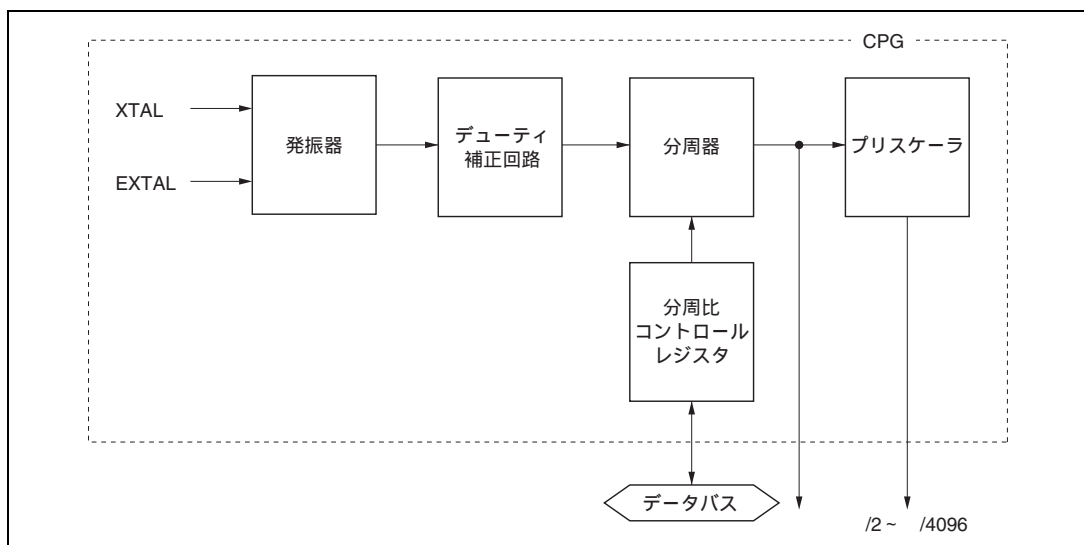 CPG
XTAL
EXTAL
発振器
デューティ
補正回路
分周器
プリスケーラ
分周比
コントロール
レジスタ
データバス
/2～ /4096